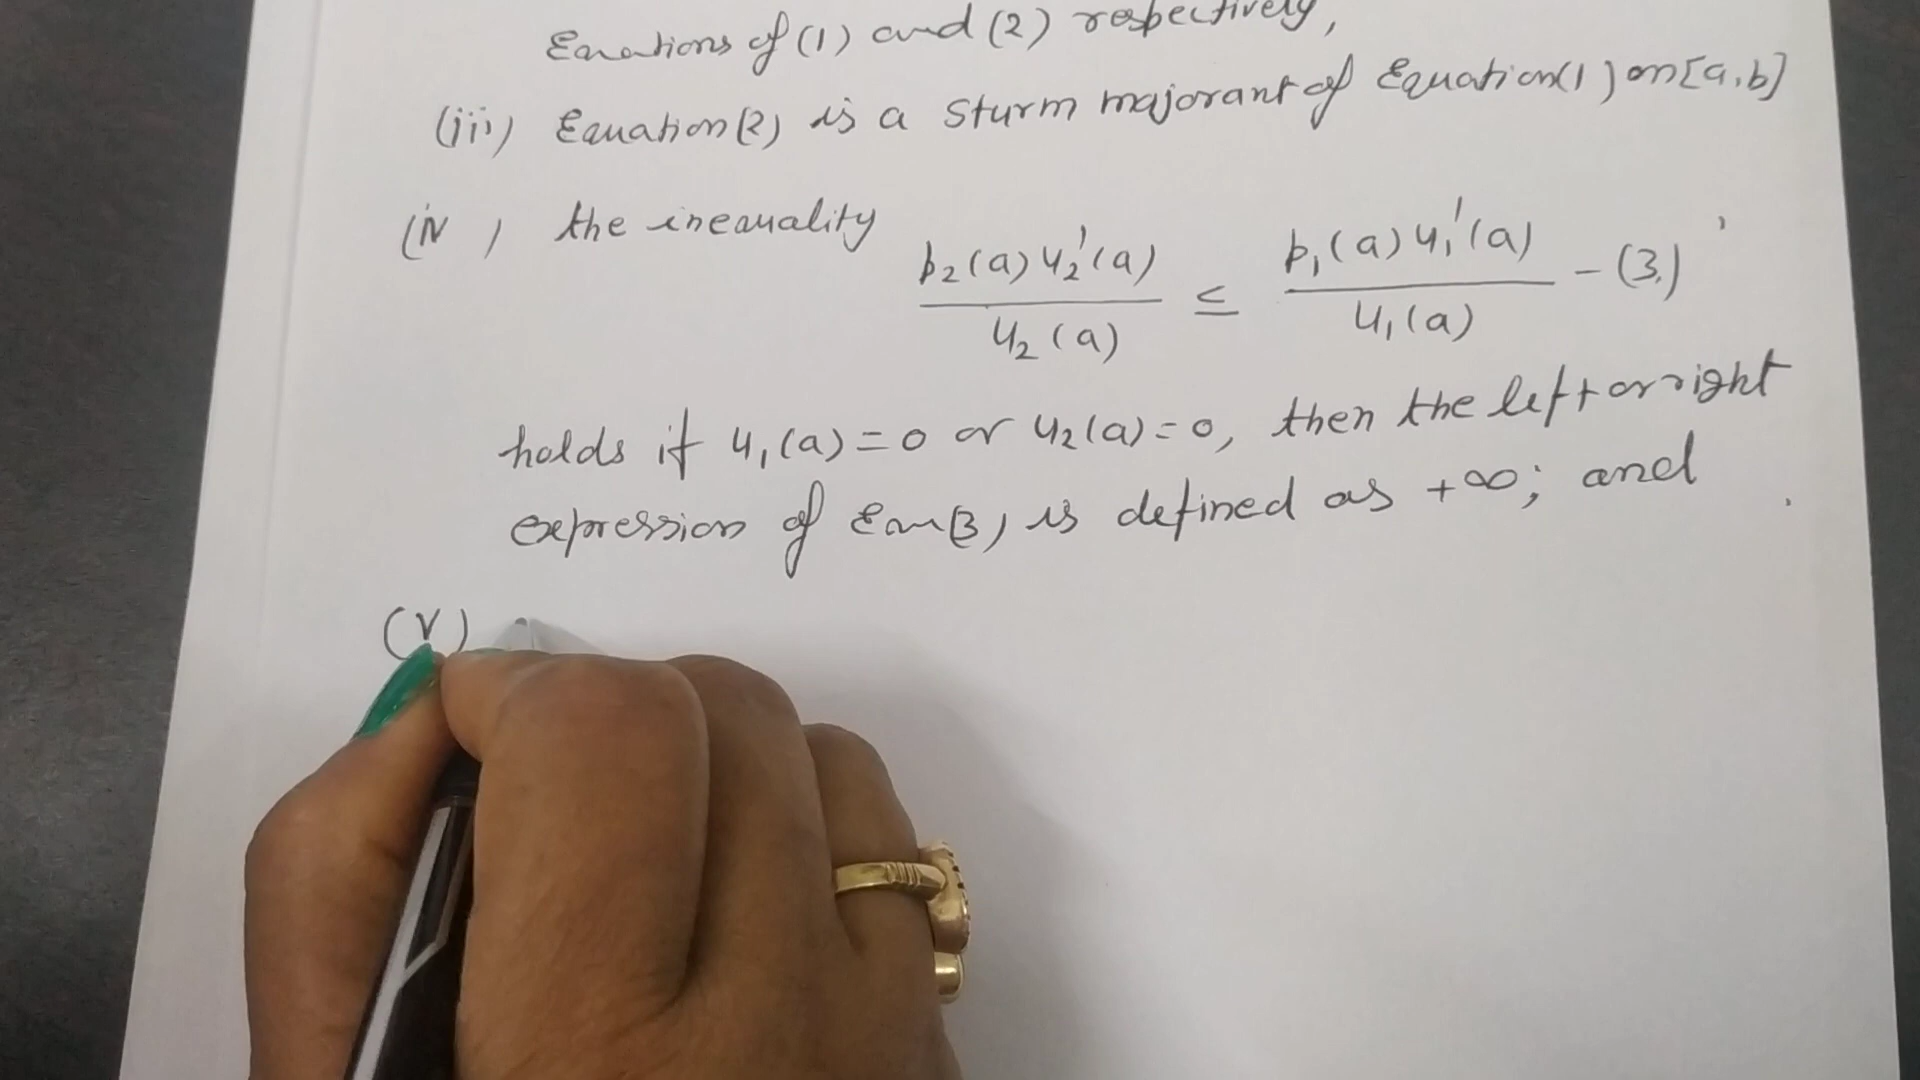 Equations of (1) and (2) respectively,
(iii) Equation (2) is a Sturm majorant of Equation (1) on [a,b]
(iv) the inequality p₂(a)u₂'(a) / u₂(a) ≤ p₁(a)u₁'(a) / u₁(a) - (3)
holds if u₁(a) = 0 or u₂(a) = 0, then the left or right
expression of Eqn (3) is defined as +∞; and
(V)